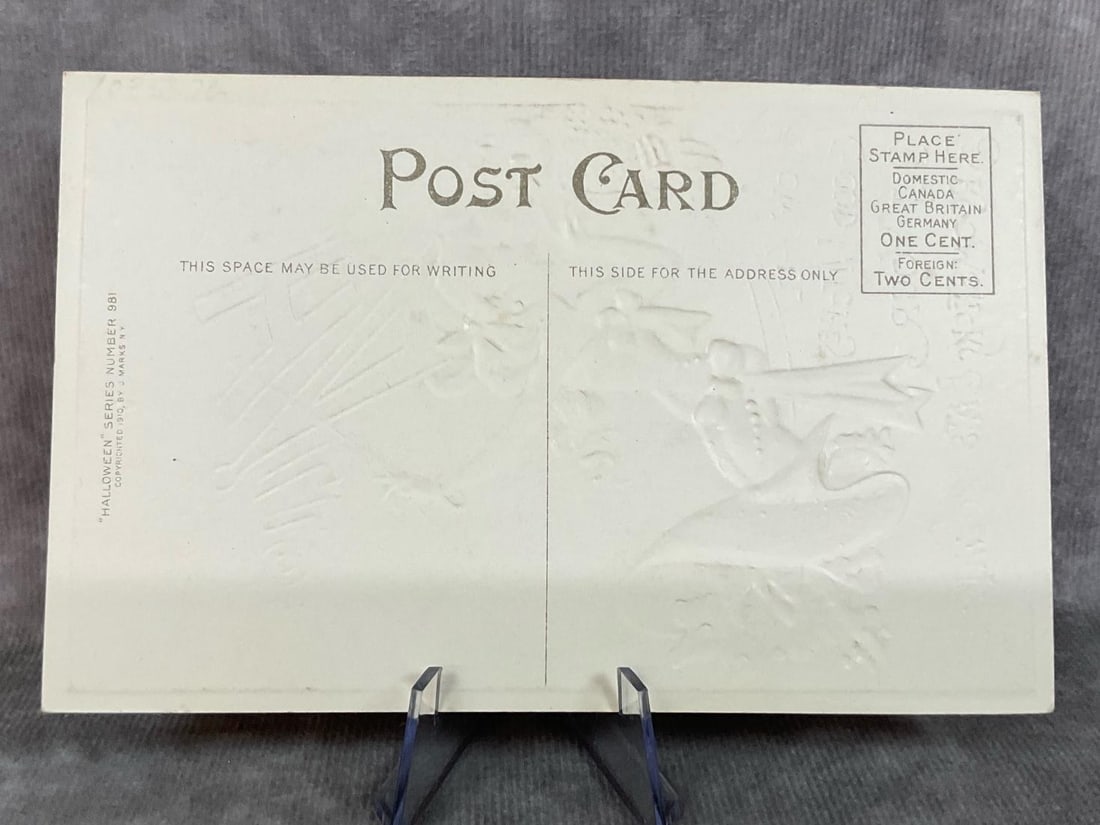 POST CARD
PLACE
STAMP HERE.
DOMESTIC
CANADA
GREAT BRITAIN
GERMANY
ONE CENT.
FOREIGN:
TWO CENTS.
THIS SPACE MAY BE USED FOR WRITING
THIS SIDE FOR THE ADDRESS ONLY
"HALLOWEEN" SERIES NUMBER 981
COPYRIGHTED 1910, BY J MARKS N.Y